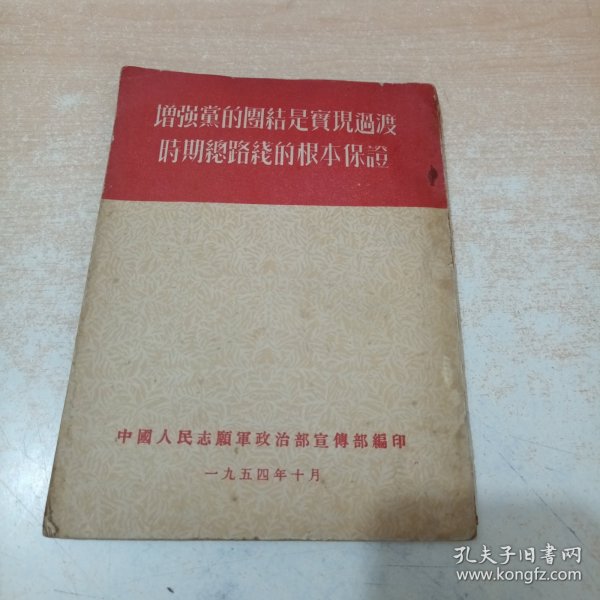 增强黨的團結是實現過渡
時期總路綫的根本保證
中國人民志願軍政治部宣傳部編印
一九五四年十月
孔夫子旧书网
www.kongfz.com